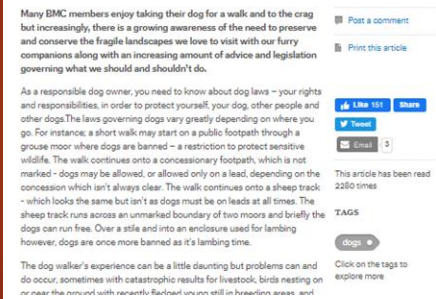 Many BMC members enjoy taking their dog for a walk and to the crag
but increasingly, there is a growing awareness of the need to preserve
and conserve the fragile landscapes we love to visit with our furry
companions along with an increasing amount of advice and legislation
governing what we should and shouldn't do.
As a responsible dog owner, you need to know about dog laws – your rights
and responsibilities, in order to protect yourself, your dog, other people and
other dogs.The laws governing dogs vary greatly depending on where you
go. For instance; a short walk may start on a public footpath through a
grouse moor where dogs are banned – a restriction to protect sensitive
wildlife. The walk continues onto a concessionary footpath, which is not
marked - dogs may be allowed, or allowed only on a lead, depending on the
concession which isn't always clear. The walk continues onto a sheep track
- which looks the same but isn't as dogs must be on leads at all times. The
sheep track runs across an unmarked boundary of two moors and briefly the
dogs can run free. Over a stile and into an enclosure used for lambing
however, dogs are once more banned as it's lambing time.
The dog walker's experience can be a little daunting but problems can and
do occur, sometimes with catastrophic results for livestock, birds nesting on
or near the ground with recently fledged young still in breeding areas, and
Post a comment
Print this article
Like 151 Share
Tweet
Email 3
This article has been read
2280 times
TAGS
dogs
Click on the tags to
explore more